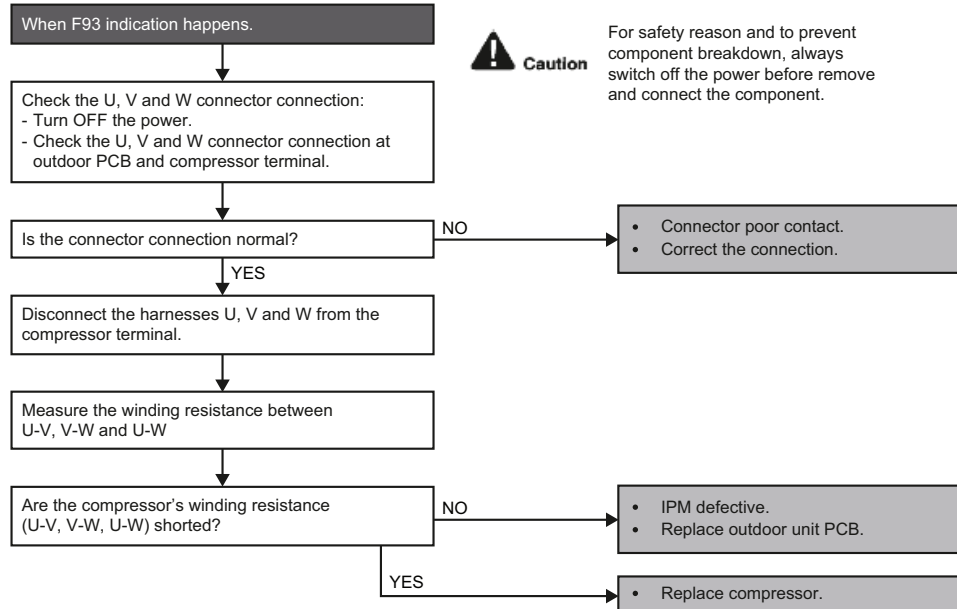 When F93 indication happens.
Caution
For safety reason and to prevent
component breakdown, always
switch off the power before remove
and connect the component.
Check the U, V and W connector connection:
- Turn OFF the power.
- Check the U, V and W connector connection at
outdoor PCB and compressor terminal.
Is the connector connection normal?
NO
• Connector poor contact.
• Correct the connection.
YES
Disconnect the harnesses U, V and W from the
compressor terminal.
Measure the winding resistance between
U-V, V-W and U-W
Are the compressor's winding resistance
(U-V, V-W, U-W) shorted?
NO
• IPM defective.
• Replace outdoor unit PCB.
YES
• Replace compressor.